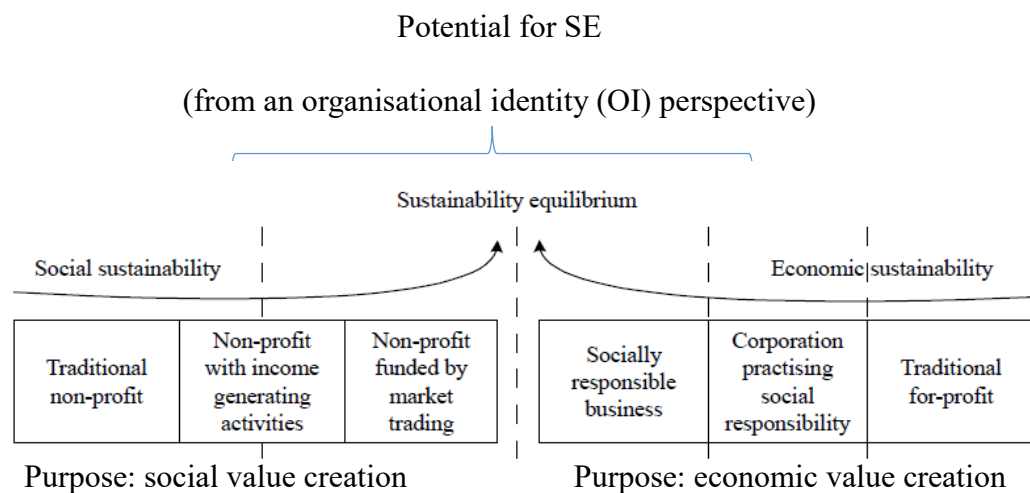 Potential for SE
(from an organisational identity (OI) perspective)
Sustainability equilibrium
Social sustainability
Economic sustainability
Traditional
non-profit
Non-profit
with income
generating
activities
Non-profit
funded by
market
trading
Socially
responsible
business
Corporation
practising
social
responsibility
Traditional
for-profit
Purpose: social value creation
Purpose: economic value creation